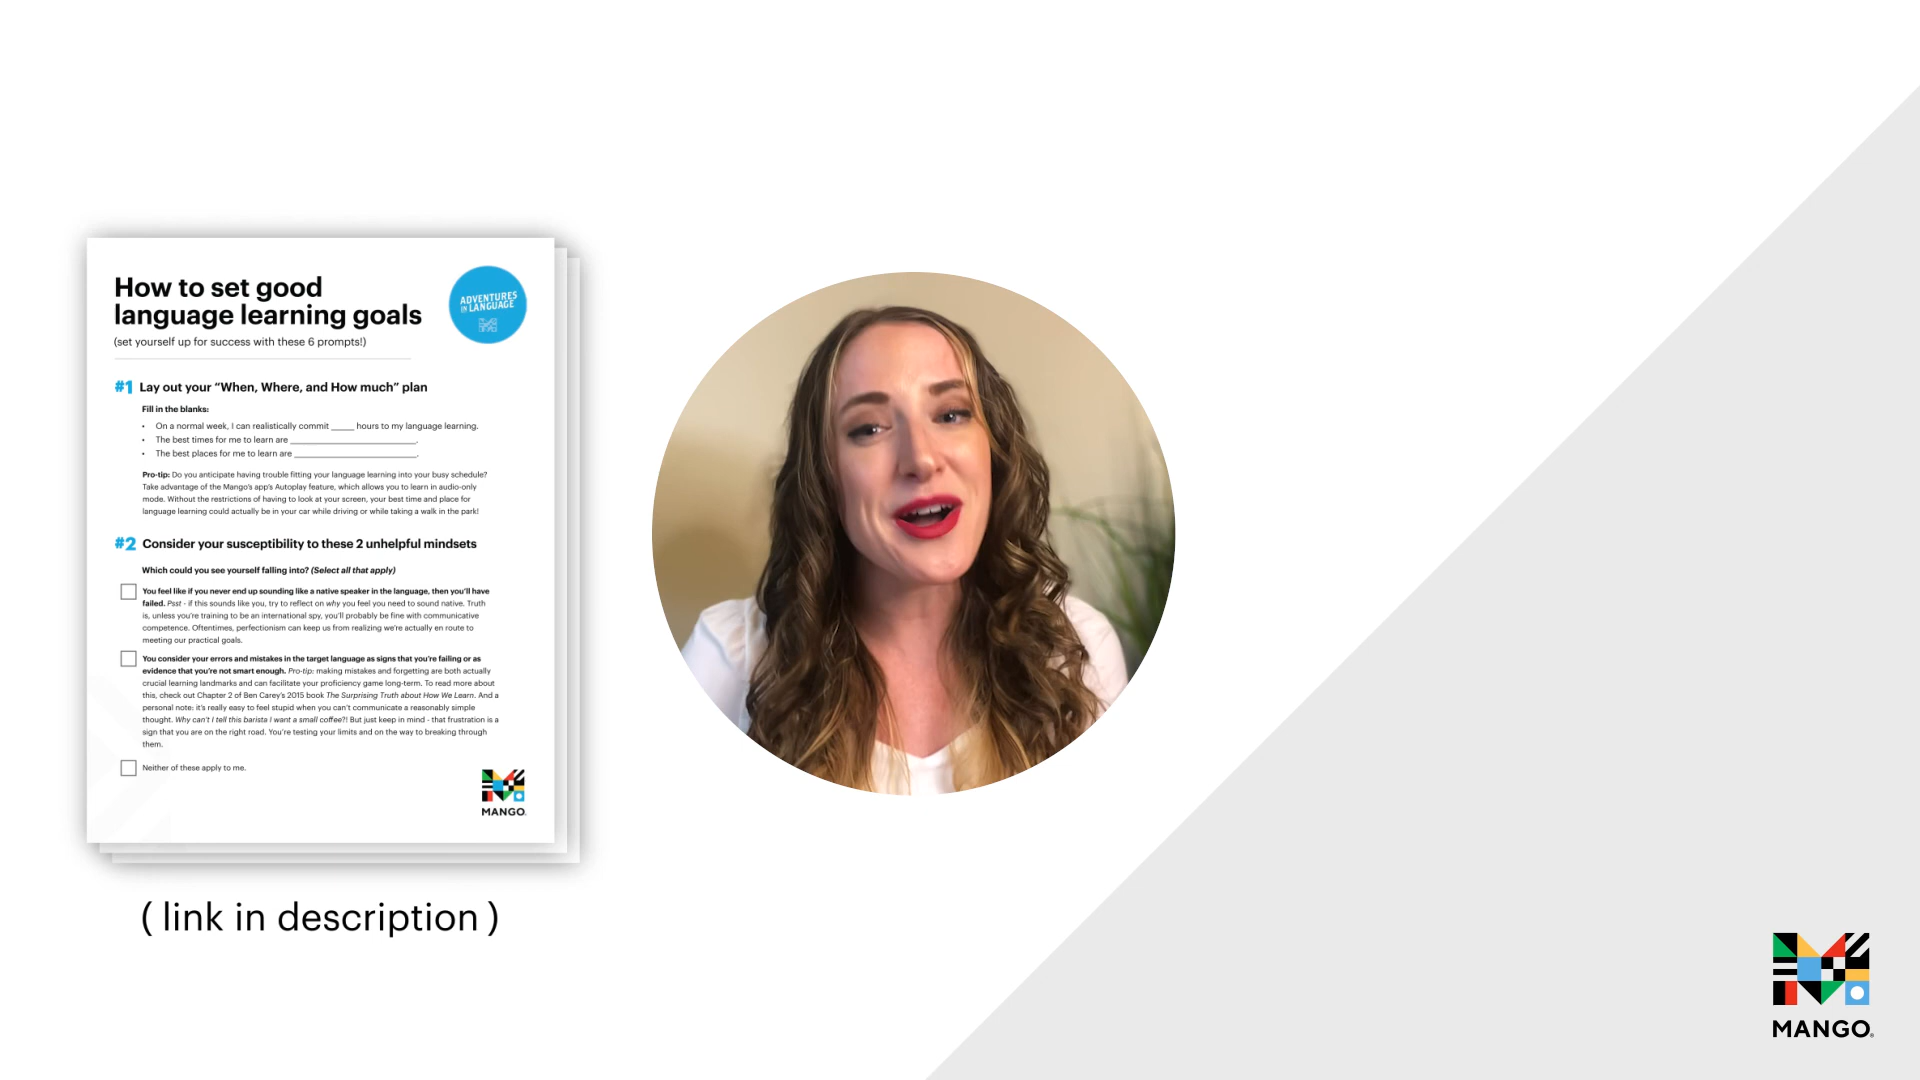 How to set good
language learning goals
(set yourself up for success with these 6 prompts!)
ADVENTURES
IN LANGUAGE
#1 Lay out your “When, Where, and How much” plan
Fill in the blanks:
• On a normal week, I can realistically commit _____ hours to my language learning.
• The best times for me to learn are ____________________________.
• The best places for me to learn are ___________________________.
Pro-tip: Do you anticipate having trouble fitting your language learning into your busy schedule?
Take advantage of the Mango's app's Autoplay feature, which allows you to learn in audio-only
mode. Without the restrictions of having to look at your screen, your best time and place for
language learning could actually be in your car while driving or while taking a walk in the park!
#2 Consider your susceptibility to these 2 unhelpful mindsets
Which could you see yourself falling into? (Select all that apply)
You feel like if you never end up sounding like a native speaker in the language, then you'll have
failed. Psst - if this sounds like you, try to reflect on why you feel you need to sound native. Truth
is, unless you're training to be an international spy, you'll probably be fine with communicative
competence. Oftentimes, perfectionism can keep us from realizing we're actually en route to
meeting our practical goals.
You consider your errors and mistakes in the target language as signs that you're failing or as
evidence that you're not smart enough. Pro-tip: making mistakes and forgetting are both actually
crucial learning landmarks and can facilitate your proficiency game long-term. To read more about
this, check out Chapter 2 of Ben Carey's 2015 book The Surprising Truth about How We Learn. And a
personal note: it's really easy to feel stupid when you can't communicate a reasonably simple
thought. Why can't I tell this barista I want a small coffee?! But just keep in mind - that frustration is a
sign that you are on the right road. You're testing your limits and on the way to breaking through
them.
Neither of these apply to me.
MANGO
( link in description )
MANGO